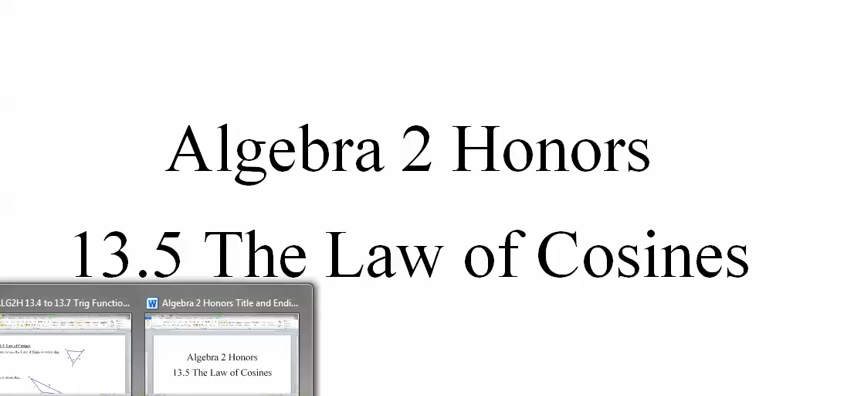 Algebra 2 Honors
13.5 The Law of Cosines
LG2H 13.4 to 13.7 Trig Functio...
Algebra 2 Honors Title and Endi...
Algebra 2 Honors
13.5 The Law of Cosines